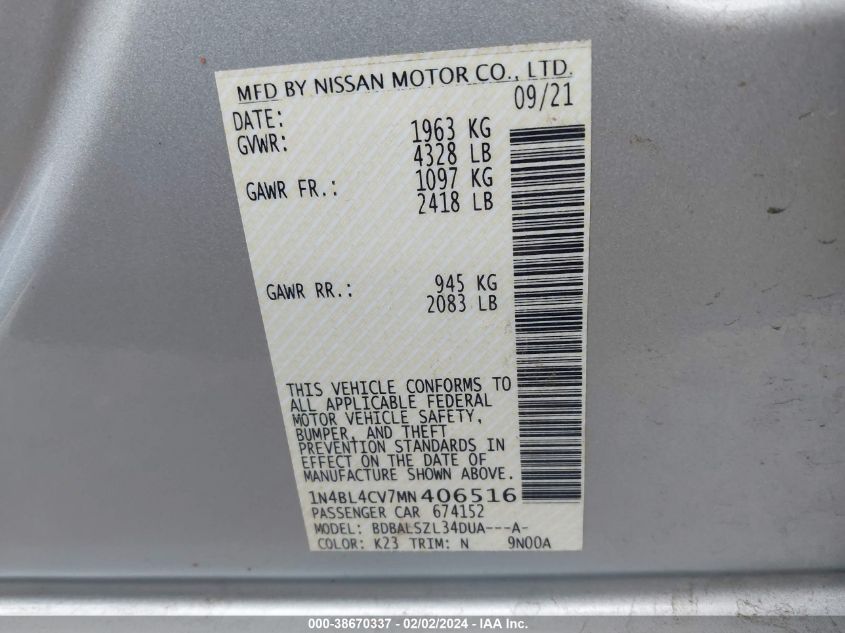 MFD BY NISSAN MOTOR CO., LTD.
DATE: 09/21
GVWR: 1963 KG
4328 LB
GAWR FR.: 1097 KG
2418 LB
GAWR RR.: 945 KG
2083 LB
THIS VEHICLE CONFORMS TO
ALL APPLICABLE FEDERAL
MOTOR VEHICLE SAFETY,
BUMPER, AND THEFT
PREVENTION STANDARDS IN
EFFECT ON THE DATE OF
MANUFACTURE SHOWN ABOVE.
1N4BL4CV7MN406516
PASSENGER CAR 674152
MODEL: BDBALSZL34DUA---A-
COLOR: K23 TRIM: N 9N00A
000-38670337 - 02/02/2024 - IAA Inc.